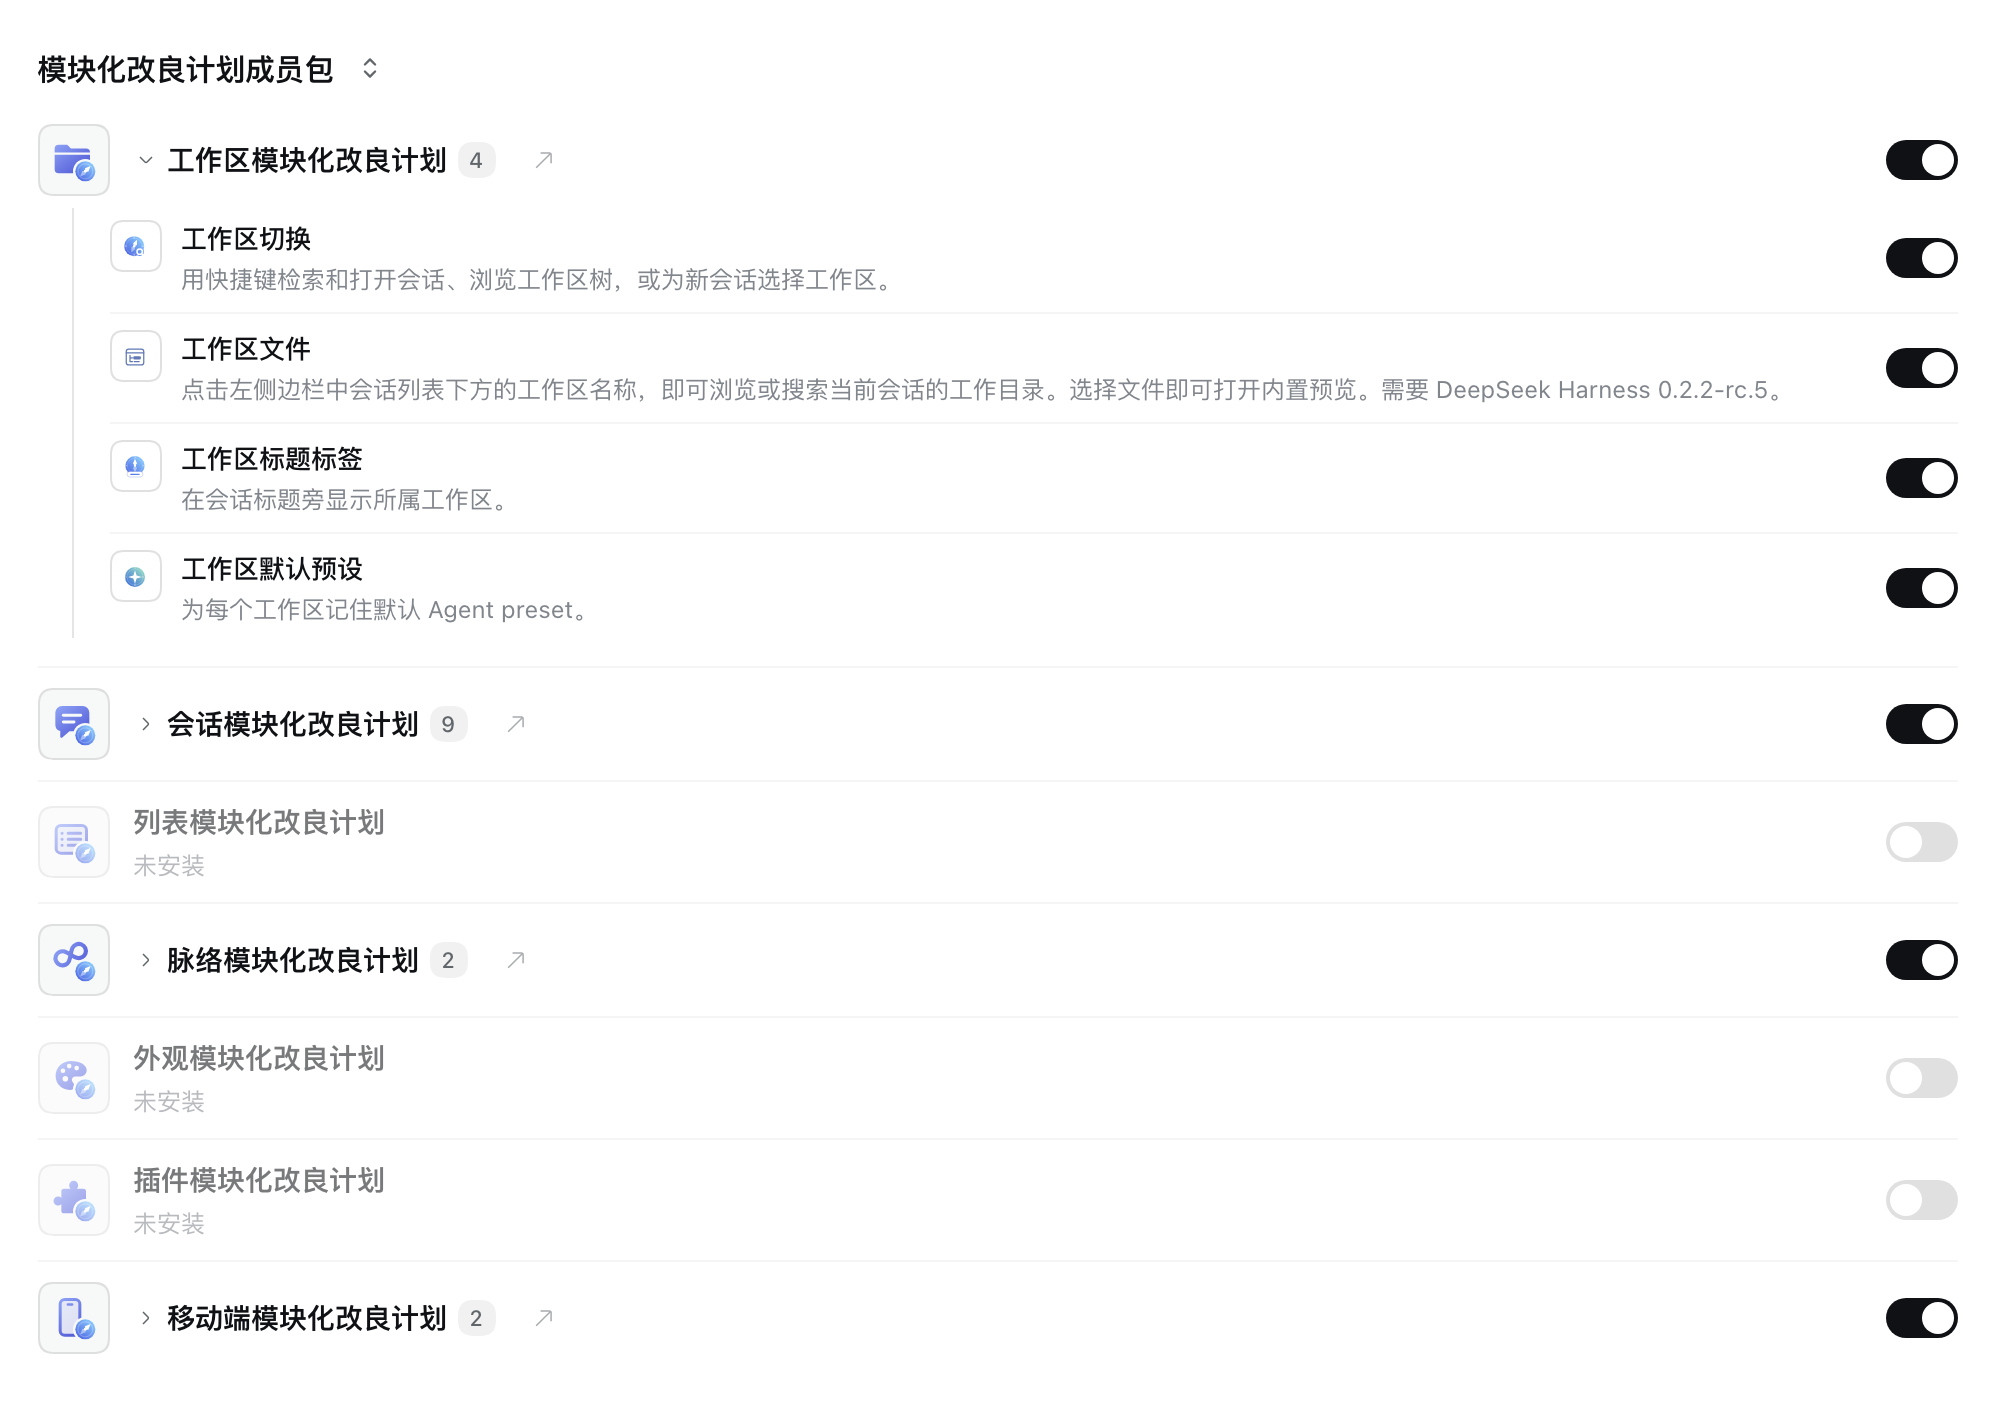 模块化改良计划成员包
工作区模块化改良计划 4
工作区切换
用快捷键检索和打开会话、浏览工作区树，或为新会话选择工作区。
工作区文件
点击左侧边栏中会话列表下方的工作区名称，即可浏览或搜索当前会话的工作目录。选择文件即可打开内置预览。需要 DeepSeek Harness 0.2.2-rc.5。
工作区标题标签
在会话标题旁显示所属工作区。
工作区默认预设
为每个工作区记住默认 Agent preset。
会话模块化改良计划 9
列表模块化改良计划
未安装
脉络模块化改良计划 2
外观模块化改良计划
未安装
插件模块化改良计划
未安装
移动端模块化改良计划 2